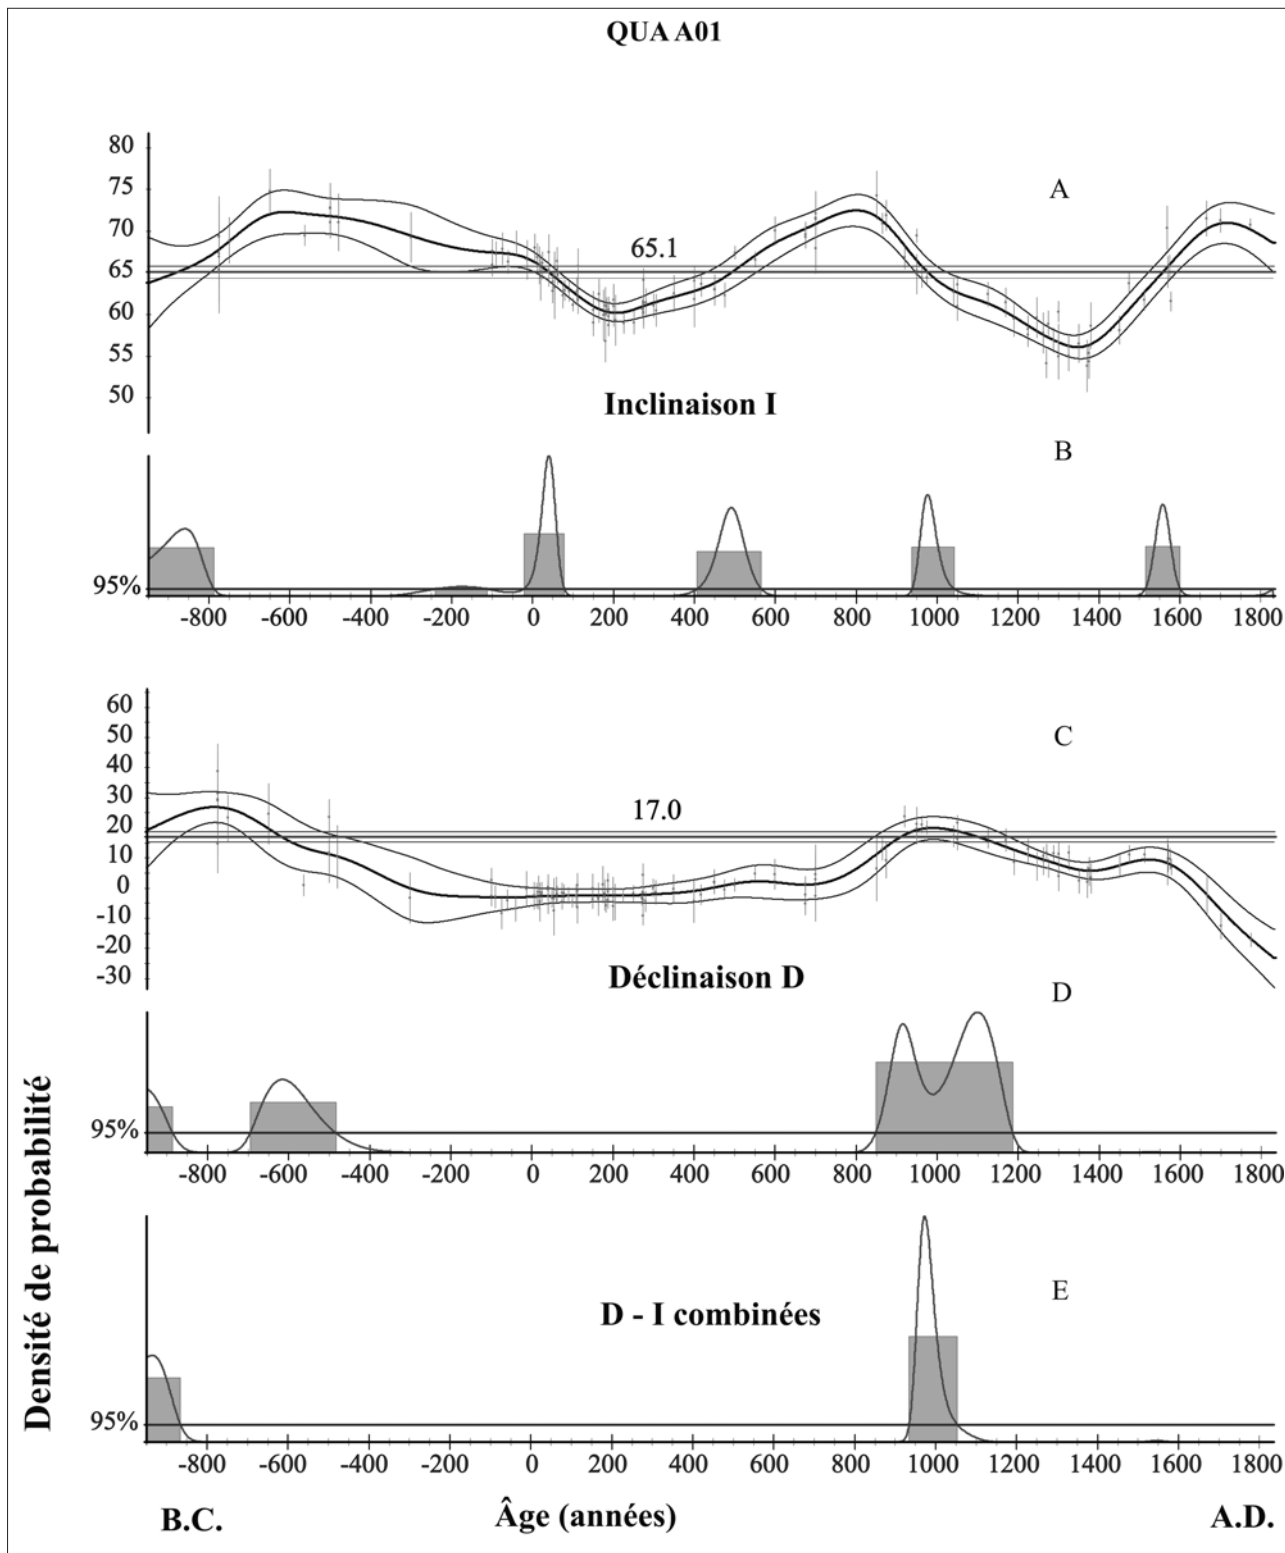 QUA A01
80
75
70
65
60
55
50
A
65.1
Inclinaison I
B
95%
-800 -600 -400 -200 0 200 400 600 800 1000 1200 1400 1600 1800
60
50
40
30
20
10
0
-10
-20
-30
C
17.0
Déclinaison D
D
95%
-800 -600 -400 -200 0 200 400 600 800 1000 1200 1400 1600 1800
Densité de probabilité
E
D - I combinées
95%
-800 -600 -400 -200 0 200 400 600 800 1000 1200 1400 1600 1800
B.C. Âge (années) A.D.